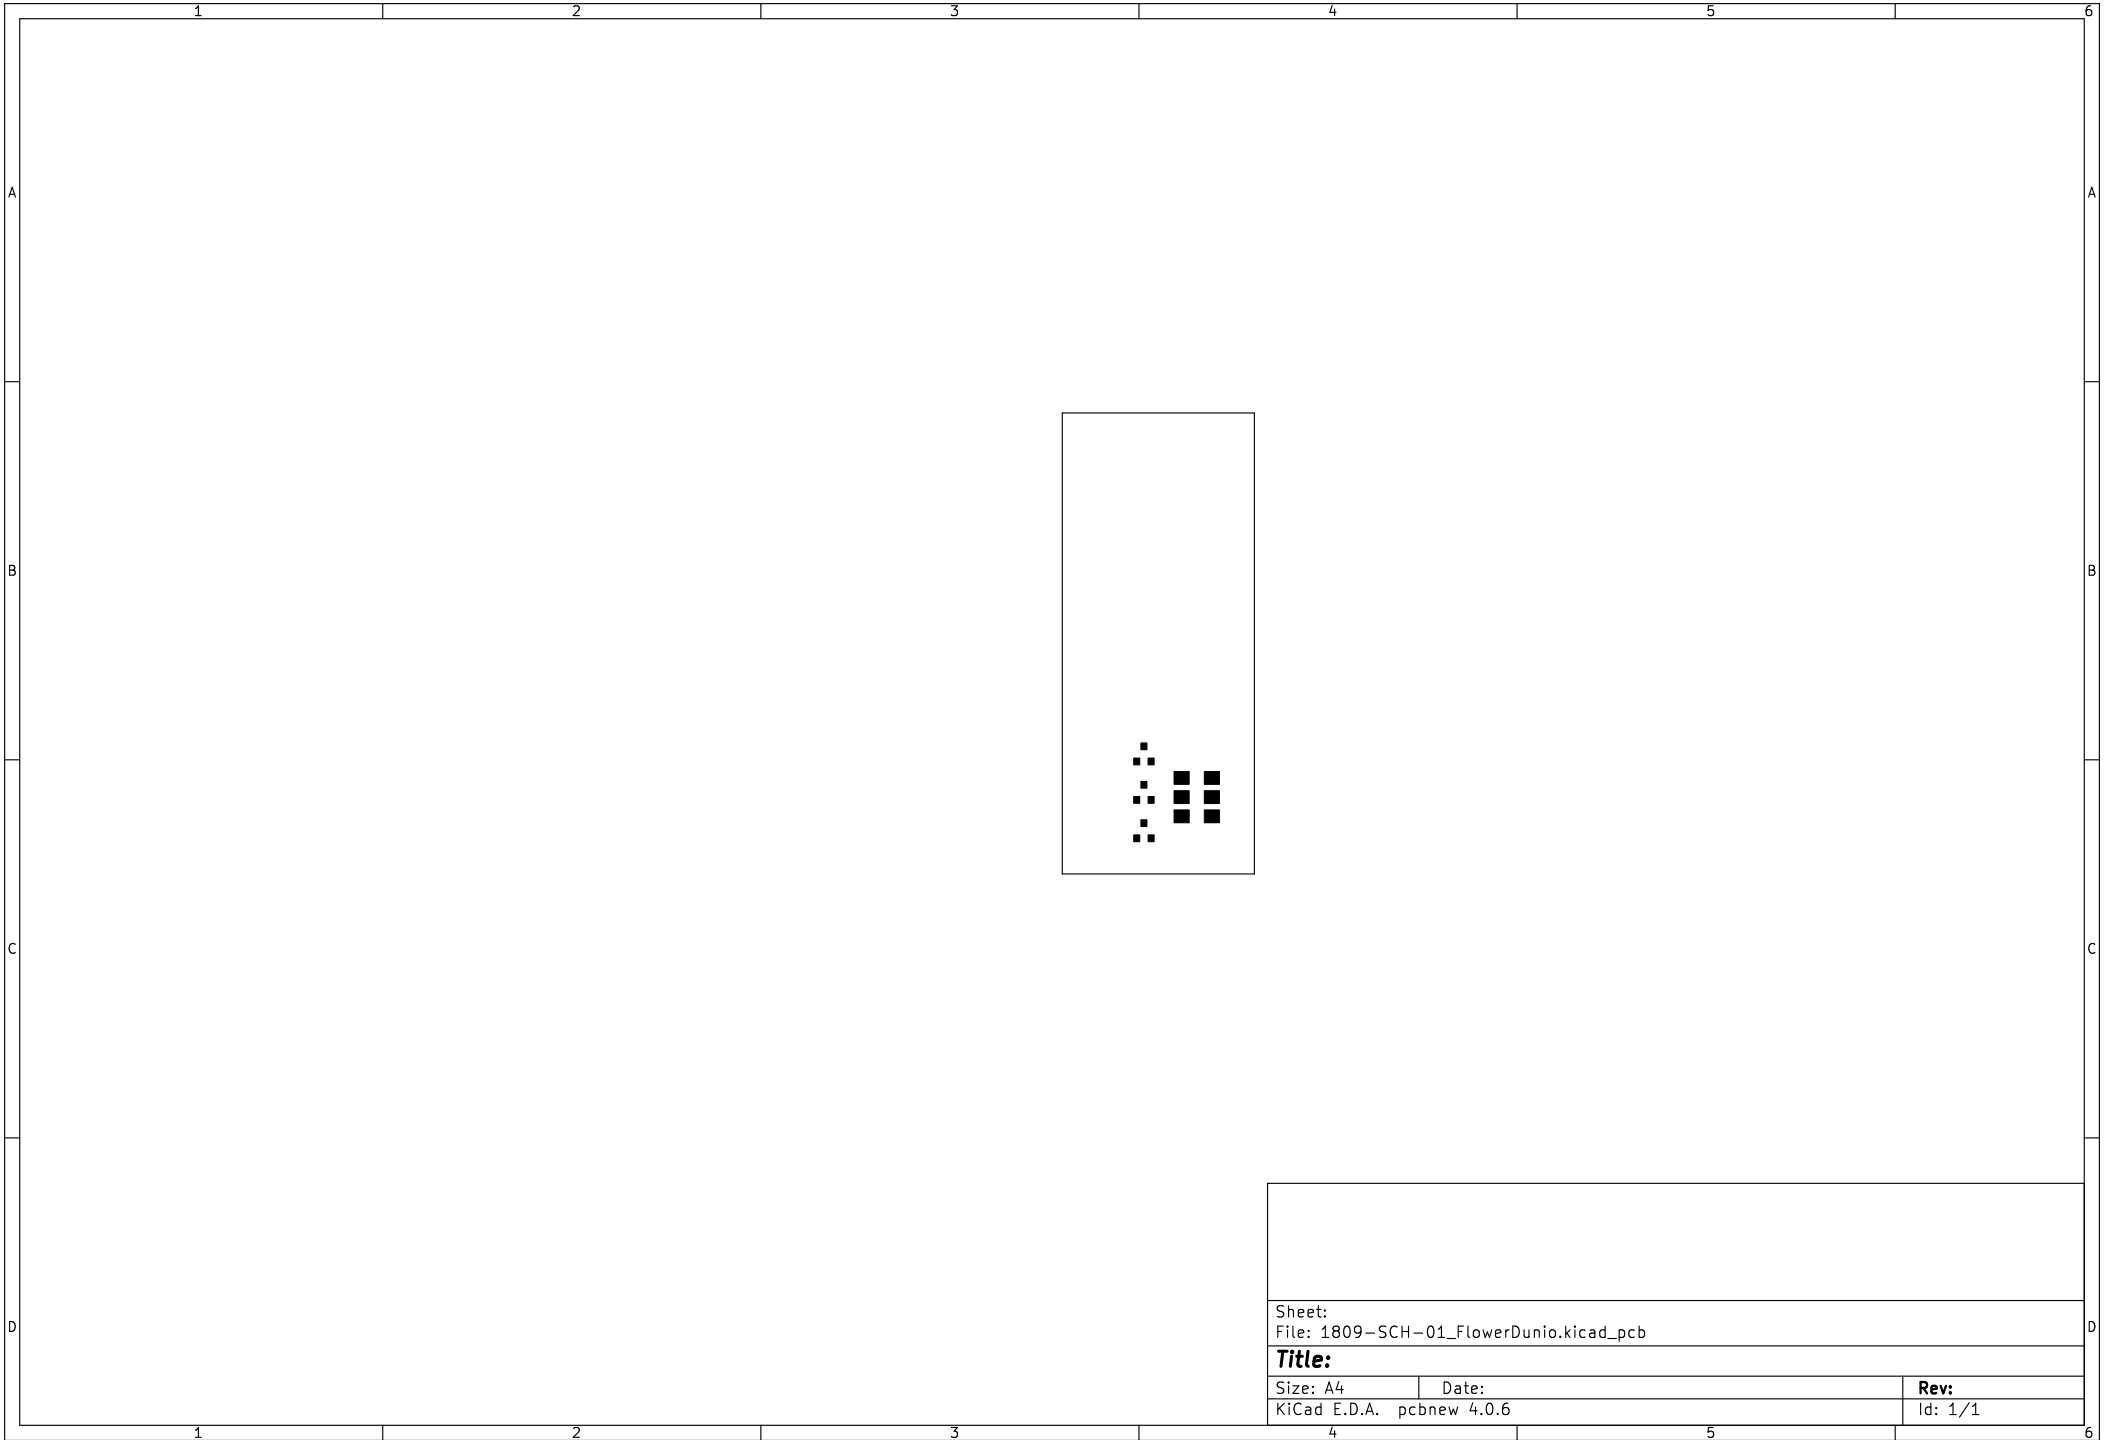 1 2 3 4 5 6
A A
B B
C C
Sheet:
File: 1809-SCH-01_FlowerDunio.kicad_pcb
D D
Title:
Size: A4 Date: Rev:
KiCad E.D.A. pcbnew 4.0.6 Id: 1/1
1 2 3 4 5 6